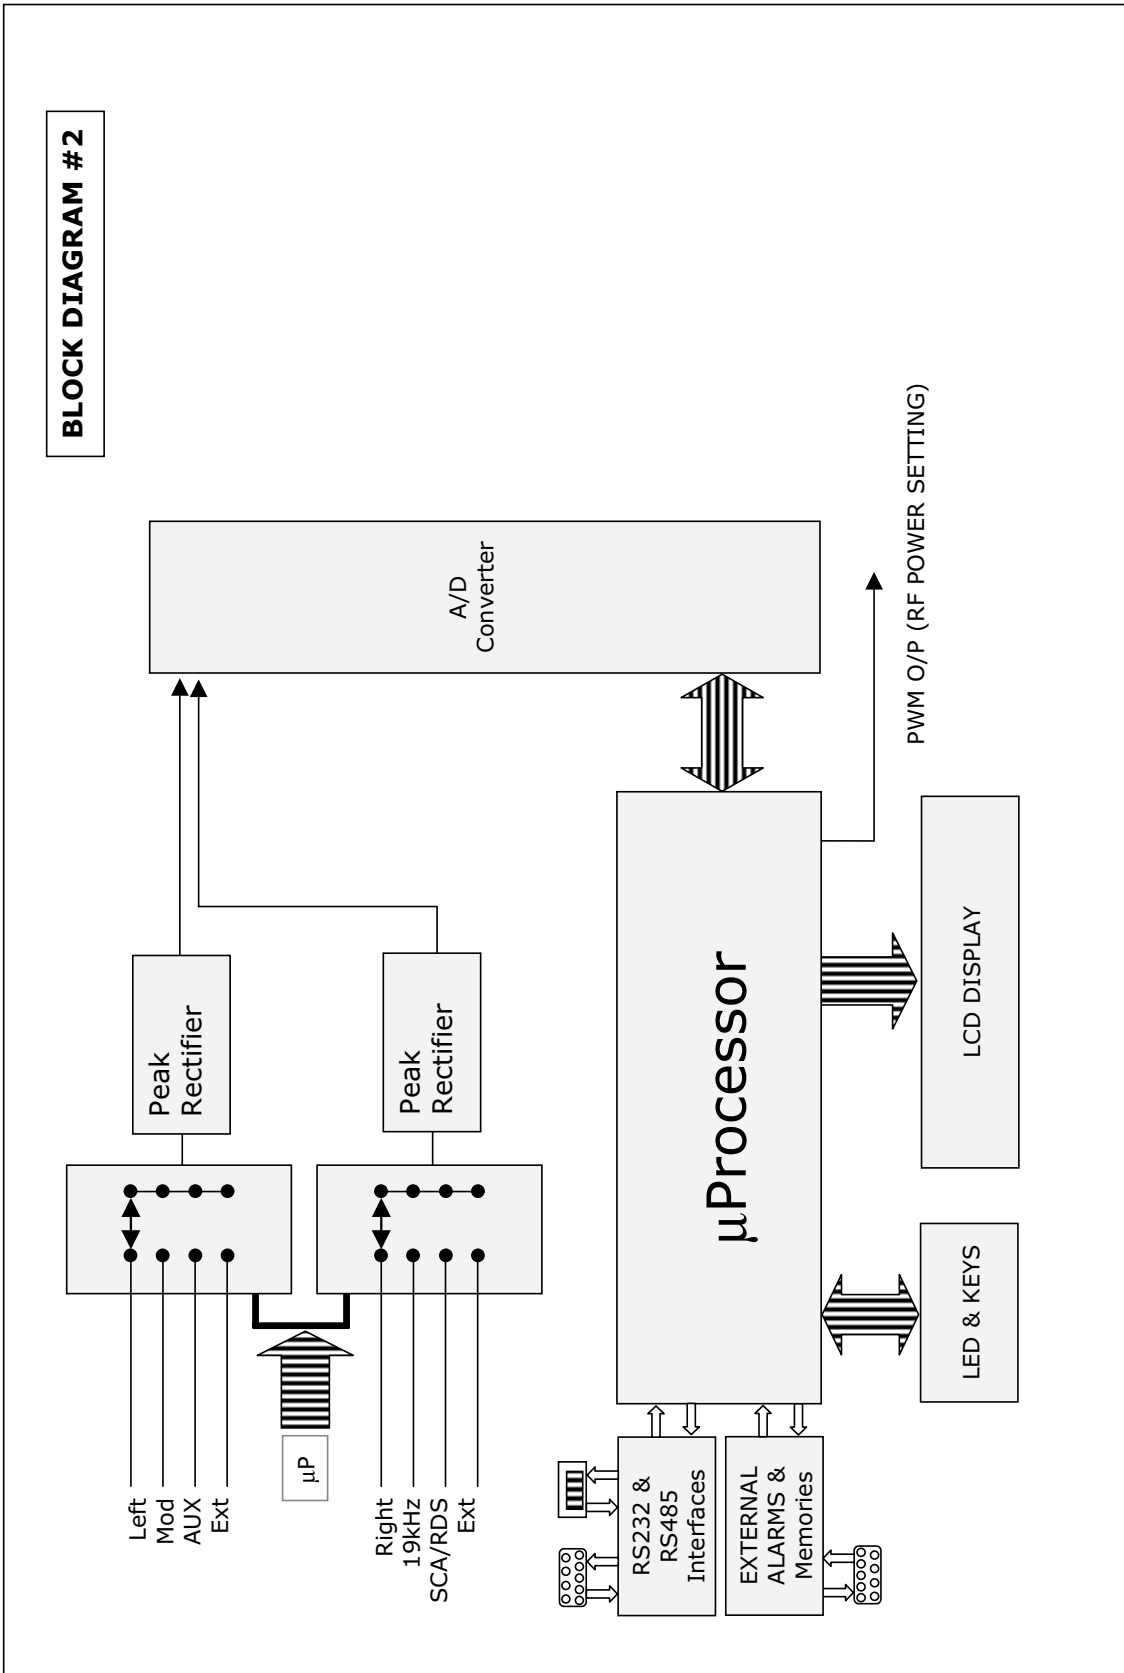 BLOCK DIAGRAM #2
Left
Mod
AUX
Ext
Peak
Rectifier
µP
Right
19kHz
SCA/RDS
Ext
Peak
Rectifier
A/D
Converter
µProcessor
RS232 &
RS485
Interfaces
EXTERNAL
ALARMS &
Memories
LED & KEYS
LCD DISPLAY
PWM O/P (RF POWER SETTING)